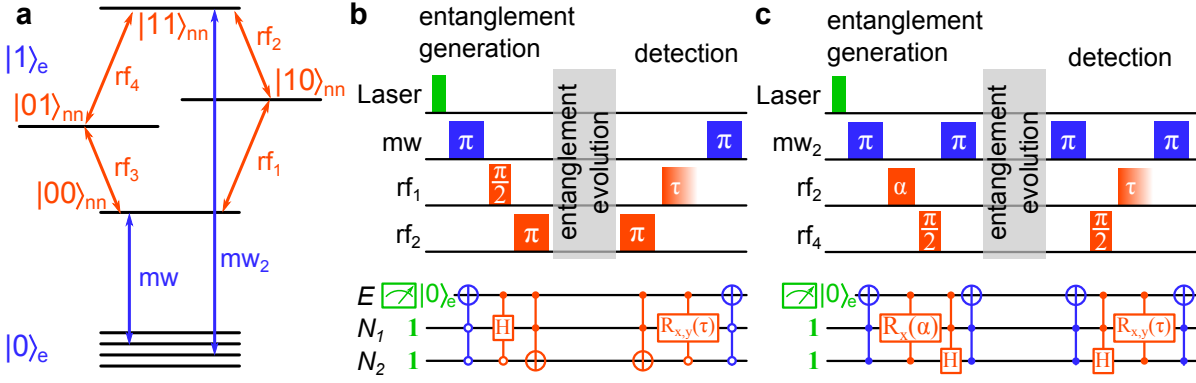 a
|11⟩nn
rf2
|1⟩e
rf4
|10⟩nn
|01⟩nn
rf3
rf1
|00⟩nn
mw
mw2
|0⟩e
b
entanglement
generation
detection
Laser
mw
π
π
rf1
π/2
τ
rf2
π
π
entanglement
evolution
E
|0⟩e
N1
1
H
Rx,y(τ)
N2
1
c
entanglement
generation
detection
Laser
mw2
π
π
π
π
rf2
α
τ
rf4
π/2
π/2
entanglement
evolution
|0⟩e
1
Rx(α)
Rx,y(τ)
1
H
H